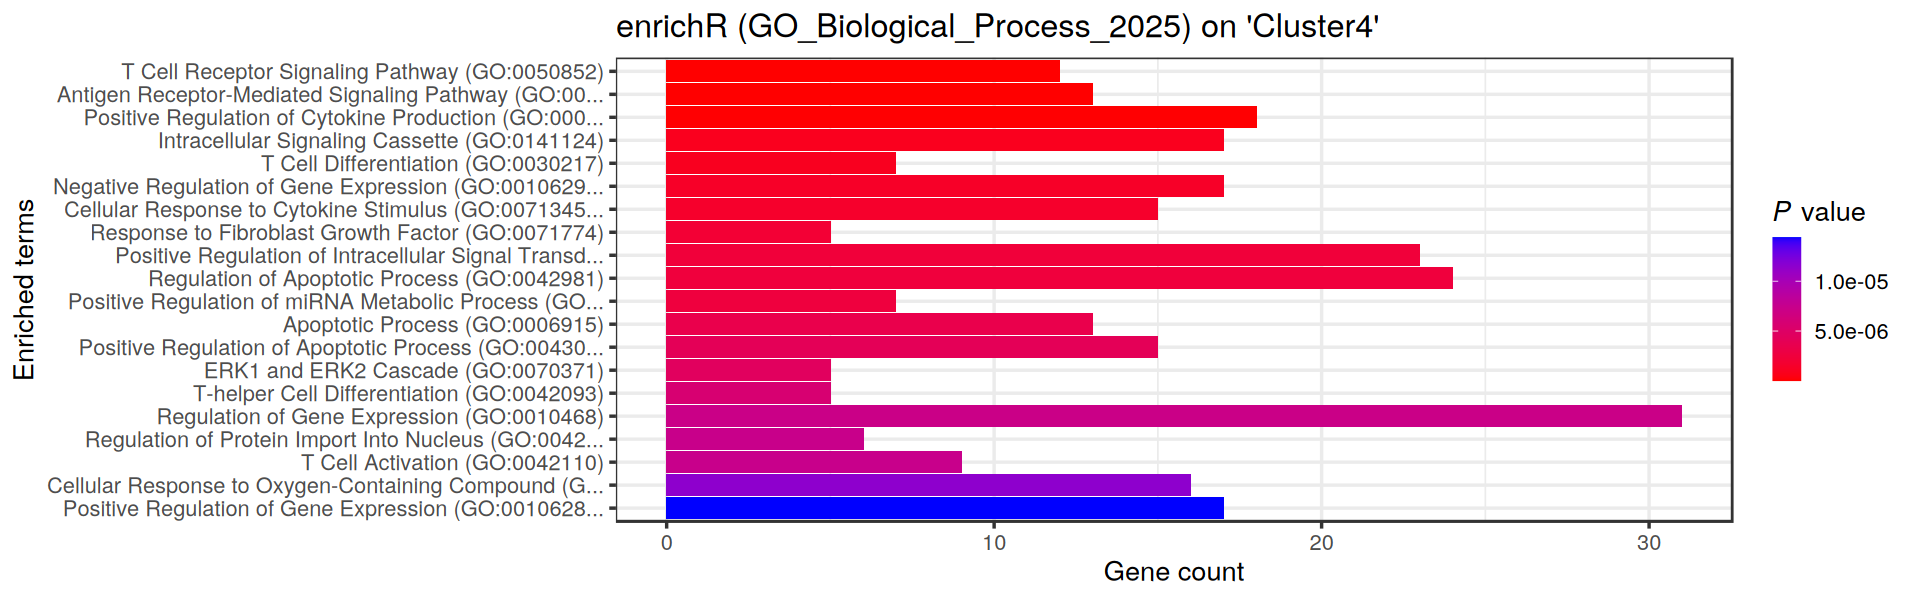 enrichR (GO_Biological_Process_2025) on 'Cluster4'
T Cell Receptor Signaling Pathway (GO:0050852)
Antigen Receptor-Mediated Signaling Pathway (GO:00...
Positive Regulation of Cytokine Production (GO:000...
Intracellular Signaling Cassette (GO:0141124)
T Cell Differentiation (GO:0030217)
Negative Regulation of Gene Expression (GO:0010629...
Cellular Response to Cytokine Stimulus (GO:0071345...
Response to Fibroblast Growth Factor (GO:0071774)
Positive Regulation of Intracellular Signal Transd...
Regulation of Apoptotic Process (GO:0042981)
Positive Regulation of miRNA Metabolic Process (GO...
Apoptotic Process (GO:0006915)
Positive Regulation of Apoptotic Process (GO:00430...
ERK1 and ERK2 Cascade (GO:0070371)
T-helper Cell Differentiation (GO:0042093)
Regulation of Gene Expression (GO:0010468)
Regulation of Protein Import Into Nucleus (GO:0042...
T Cell Activation (GO:0042110)
Cellular Response to Oxygen-Containing Compound (G...
Positive Regulation of Gene Expression (GO:0010628...
Enriched terms
0 10 20 30
Gene count
P value
1.0e-05
5.0e-06